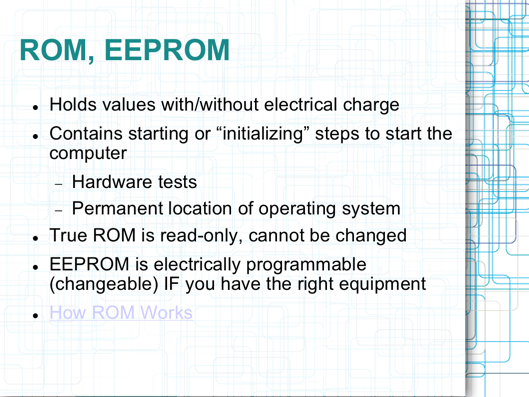 ROM, EEPROM
● Holds values with/without electrical charge
● Contains starting or “initializing” steps to start the
computer
– Hardware tests
– Permanent location of operating system
● True ROM is read-only, cannot be changed
● EEPROM is electrically programmable
(changeable) IF you have the right equipment
● How ROM Works